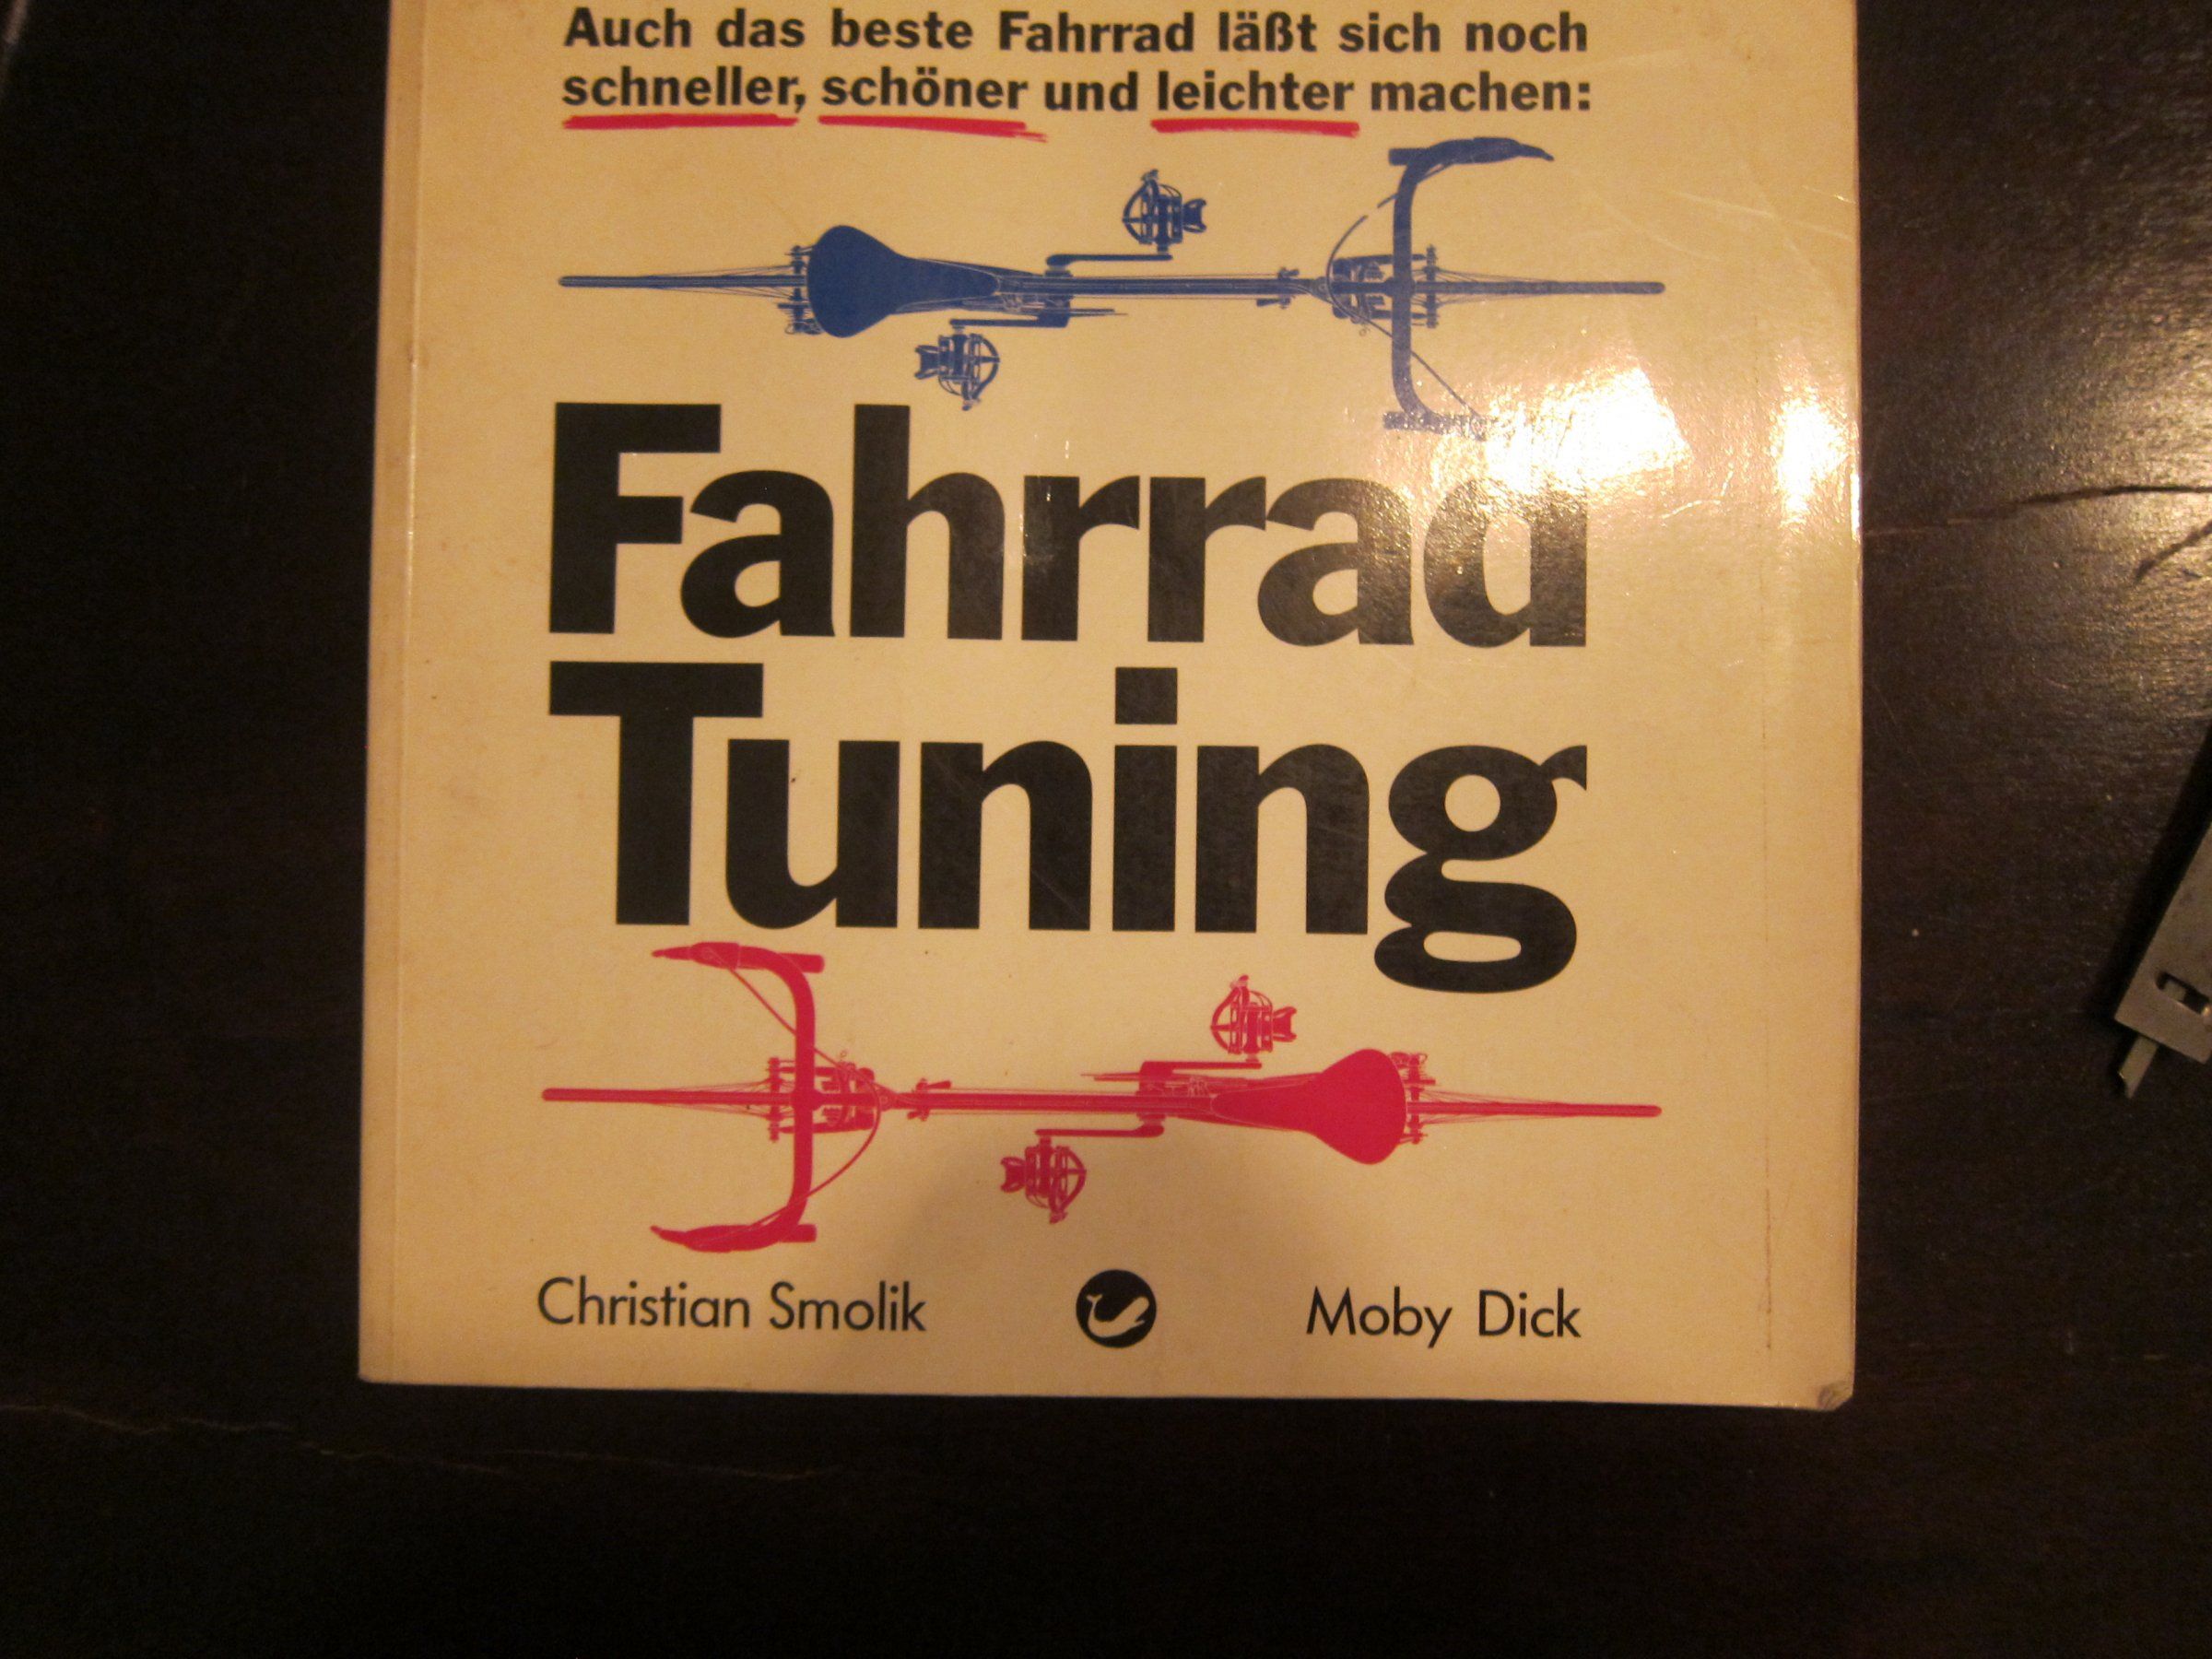 Auch das beste Fahrrad läßt sich noch
schneller, schöner und leichter machen:
Fahrrad
Tuning
Christian Smolik
Moby Dick